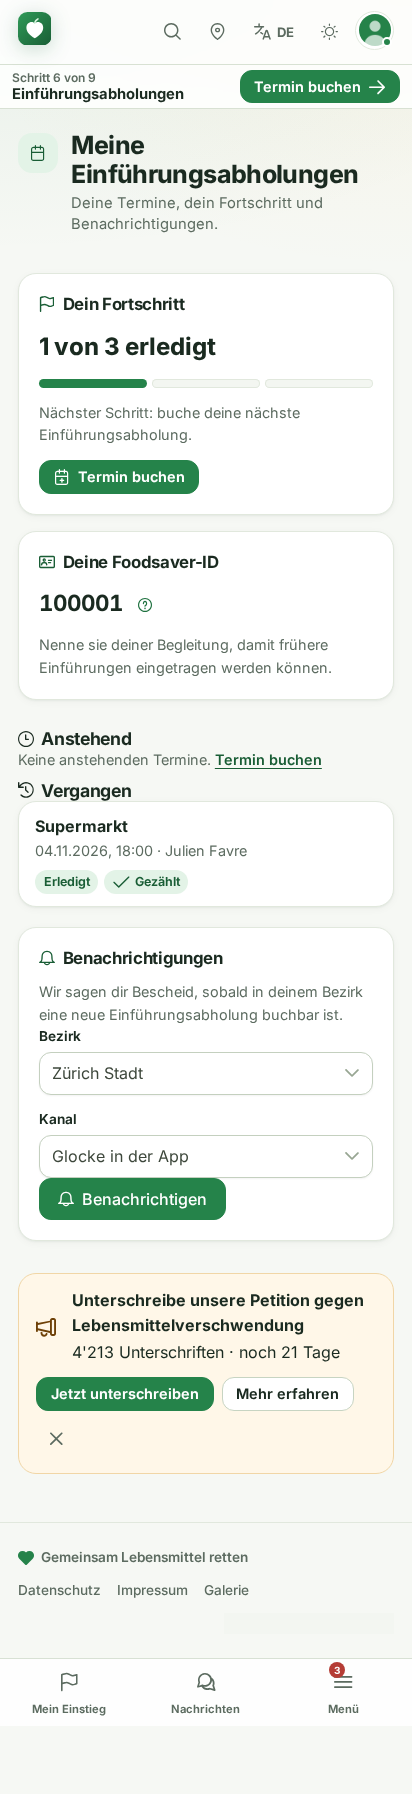 DE
Schritt 6 von 9
Einführungsabholungen
Termin buchen
Meine
Einführungsabholungen
Deine Termine, dein Fortschritt und
Benachrichtigungen.
Dein Fortschritt
1 von 3 erledigt
Nächster Schritt: buche deine nächste
Einführungsabholung.
Termin buchen
Deine Foodsaver-ID
100001
Nenne sie deiner Begleitung, damit frühere
Einführungen eingetragen werden können.
Anstehend
Keine anstehenden Termine. Termin buchen
Vergangen
Supermarkt
04.11.2026, 18:00 · Julien Favre
Erledigt Gezählt
Benachrichtigungen
Wir sagen dir Bescheid, sobald in deinem Bezirk
eine neue Einführungsabholung buchbar ist.
Bezirk
Zürich Stadt
Kanal
Glocke in der App
Benachrichtigen
Unterschreibe unsere Petition gegen
Lebensmittelverschwendung
4'213 Unterschriften · noch 21 Tage
Jetzt unterschreiben Mehr erfahren
Gemeinsam Lebensmittel retten
Datenschutz Impressum Galerie
3
Mein Einstieg Nachrichten Menü